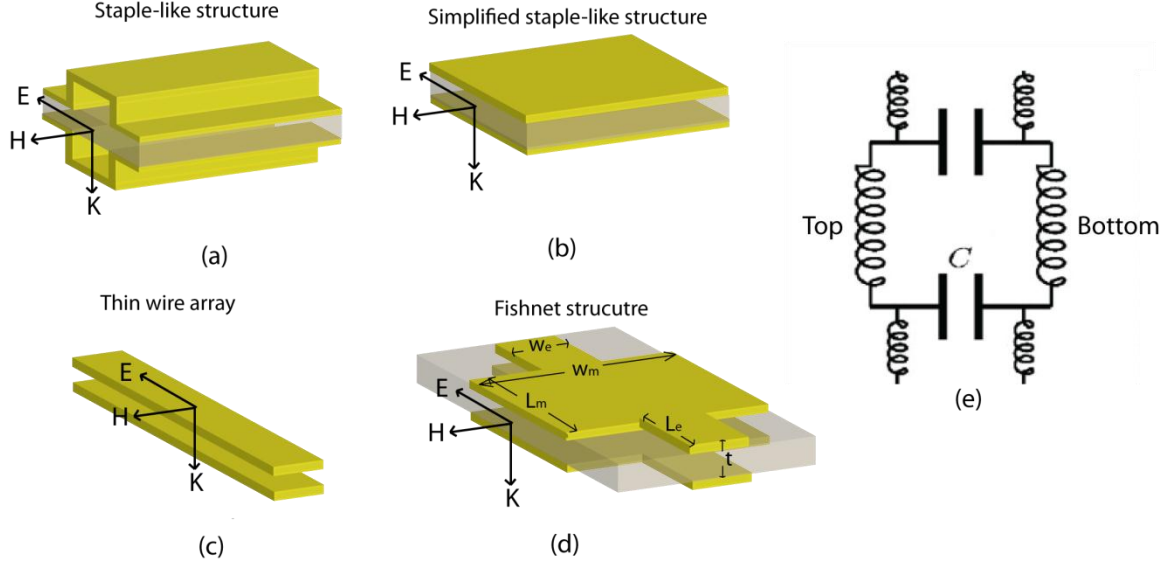 Staple-like structure
E
H
K
(a)
Simplified staple-like structure
E
H
K
(b)
Thin wire array
E
H
K
(c)
Fishnet strucutre
We
Wm
E
Lm
H
Le
t
K
(d)
Top
Bottom
C
(e)